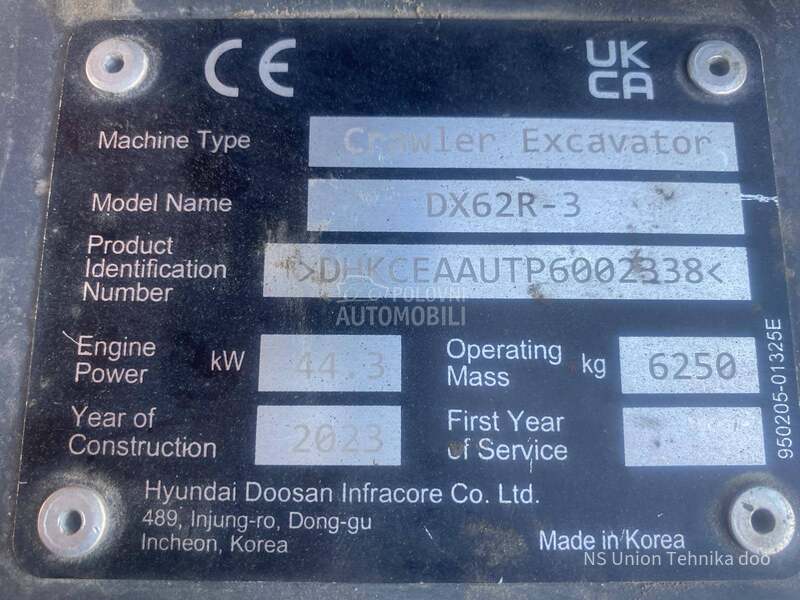 CE
UK
CA
Machine Type Crawler Excavator
Model Name DX62R-3
Product
Identification
Number >DHKCEAAUTP6002338<
POLOVNI
AUTOMOBILI
Engine
Power kW 44.3
Operating
Mass kg 6250
Year of
Construction 2023
First Year
of Service
950205-01325E
Hyundai Doosan Infracore Co. Ltd.
489, Injung-ro, Dong-gu
Incheon, Korea
Made in Korea
NS Union Tehnika doo